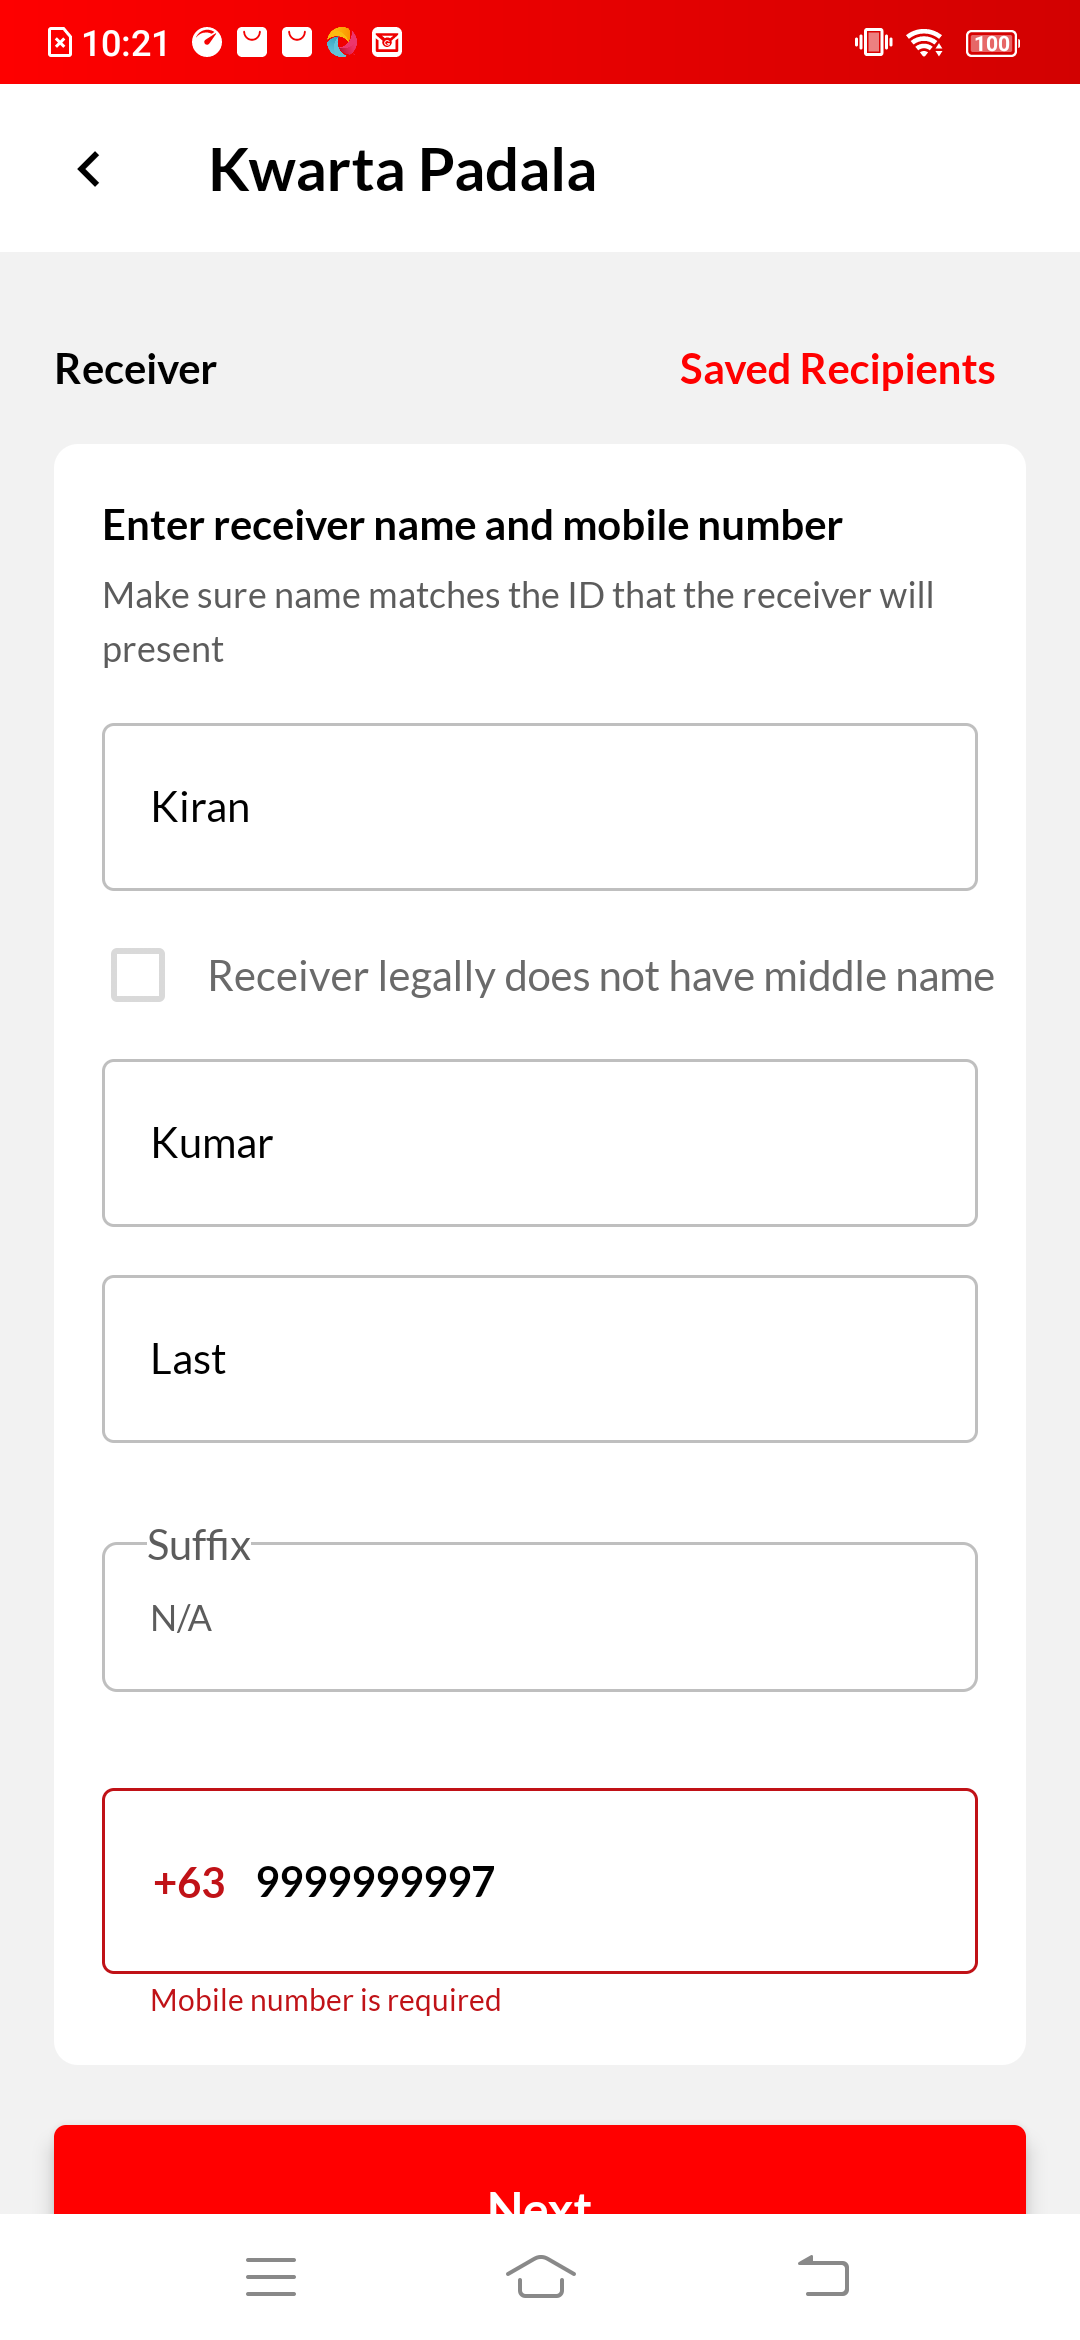 10:21
100
Kwarta Padala
Receiver
Saved Recipients
Enter receiver name and mobile number
Make sure name matches the ID that the receiver will
present
Kiran
Receiver legally does not have middle name
Kumar
Last
Suffix
N/A
+63 9999999997
Mobile number is required
Next